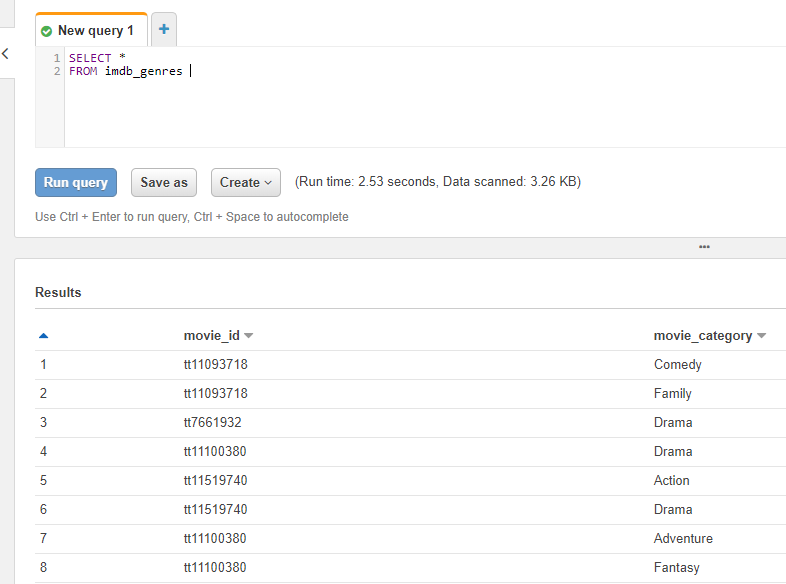 New query 1 +
1 SELECT *
2 FROM imdb_genres
Run query Save as Create (Run time: 2.53 seconds, Data scanned: 3.26 KB)
Use Ctrl + Enter to run query, Ctrl + Space to autocomplete
Results
movie_id movie_category
1 tt11093718 Comedy
2 tt11093718 Family
3 tt7661932 Drama
4 tt11100380 Drama
5 tt11519740 Action
6 tt11519740 Drama
7 tt11100380 Adventure
8 tt11100380 Fantasy